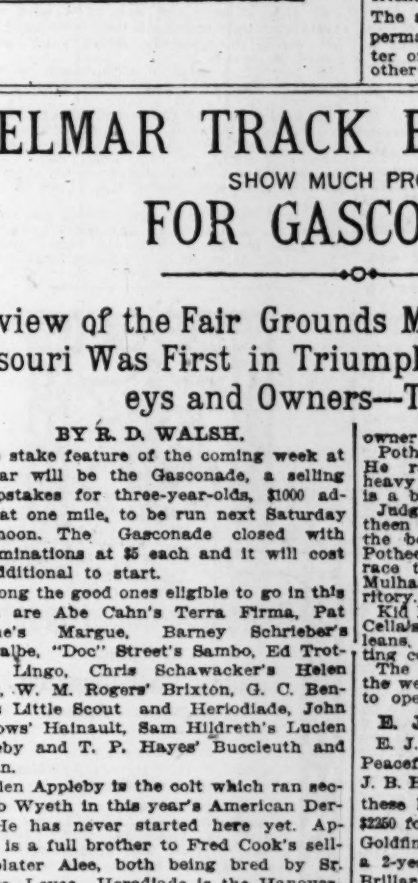 The
perma
ter o
other
ELMAR TRACK E
SHOW MUCH PRO
FOR GASCO
view of the Fair Grounds M
souri Was First in Triumph
eys and Owners—T
BY R. D. WALSH.
stake feature of the coming week at
ar will be the Gasconade, a selling
pstakes for three-year-olds, $1000 ad-
at one mile, to be run next Saturday
noon. The Gasconade closed with
minations at $5 each and it will cost
dditional to start.
ong the good ones eligible to go in this
are Abe Cahn's Terra Firma, Pat
ne's Margue, Barney Schrieber's
albe, "Doc" Street's Sambo, Ed Trot-
Lingo, Chris Schawacker's Helen
, W. M. Rogers' Brixton, G. C. Ben-
Little Scout and Heriodiade, John
ows' Hainault, Sam Hildreth's Lucien
eby and T. P. Hayes' Buccleuth and
n.
ien Appleby is the colt which ran sec-
o Wyeth in this year's American Der-
He has never started here yet. Ap-
is a full brother to Fred Cook's sell-
plater Alee, both being bred by Sr.
owner
Poth
He r
heavy
is a b
Judg
theen
the be
Pothee
race t
Mulha
ritory.
Kid
Cella's
leans,
ting co
The
the we
to ope
E. J
E. J.
Peacef
J. B. R
these
$2250 fo
Goldfin
a 2-yea
Brillan